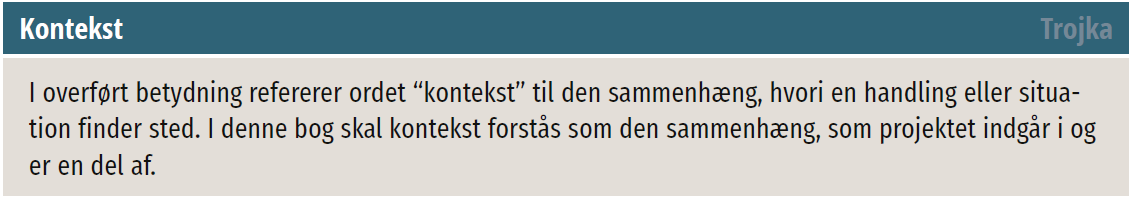 Kontekst Trojka
I overført betydning refererer ordet “kontekst” til den sammenhæng, hvori en handling eller situa-
tion finder sted. I denne bog skal kontekst forstås som den sammenhæng, som projektet indgår i og
er en del af.